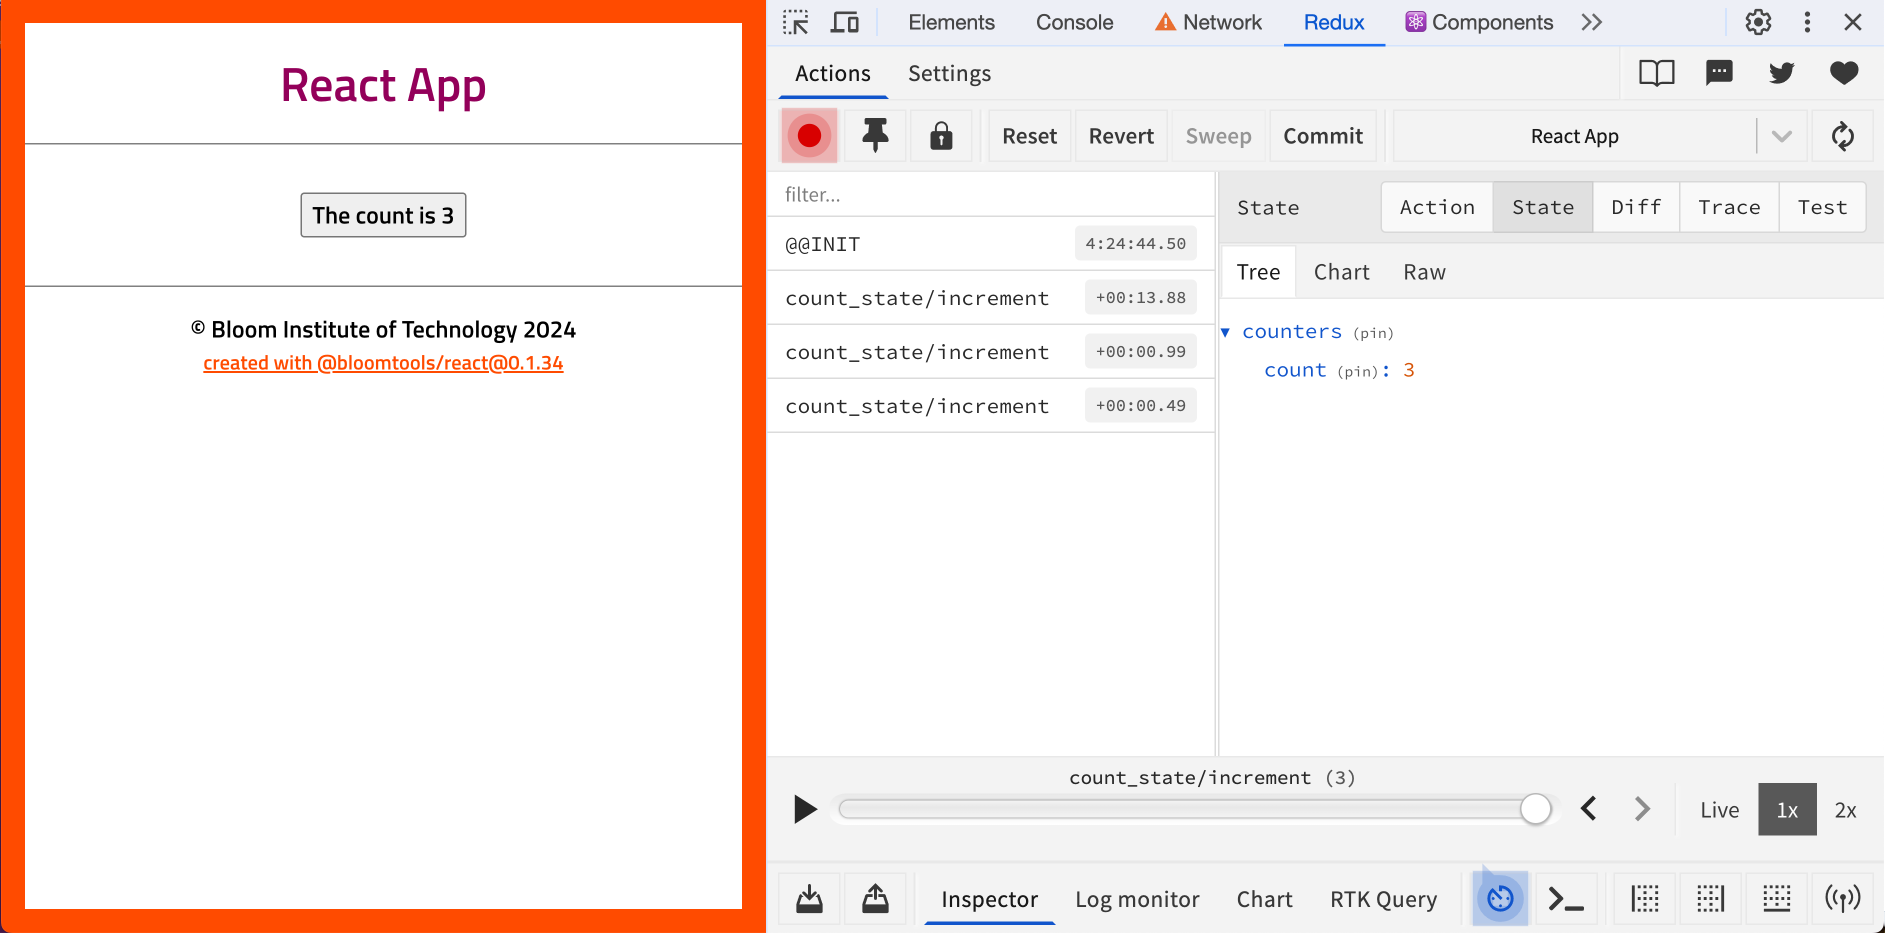 React App
The count is 3
© Bloom Institute of Technology 2024
created with @bloomtools/react@0.1.34
Elements Console Network Redux Components
Actions Settings
Reset Revert Sweep Commit React App
filter...
@@INIT 4:24:44.50
count_state/increment +00:13.88
count_state/increment +00:00.99
count_state/increment +00:00.49
State Action State Diff Trace Test
Tree Chart Raw
counters (pin)
count (pin): 3
count_state/increment (3)
Live 1x 2x
Inspector Log monitor Chart RTK Query